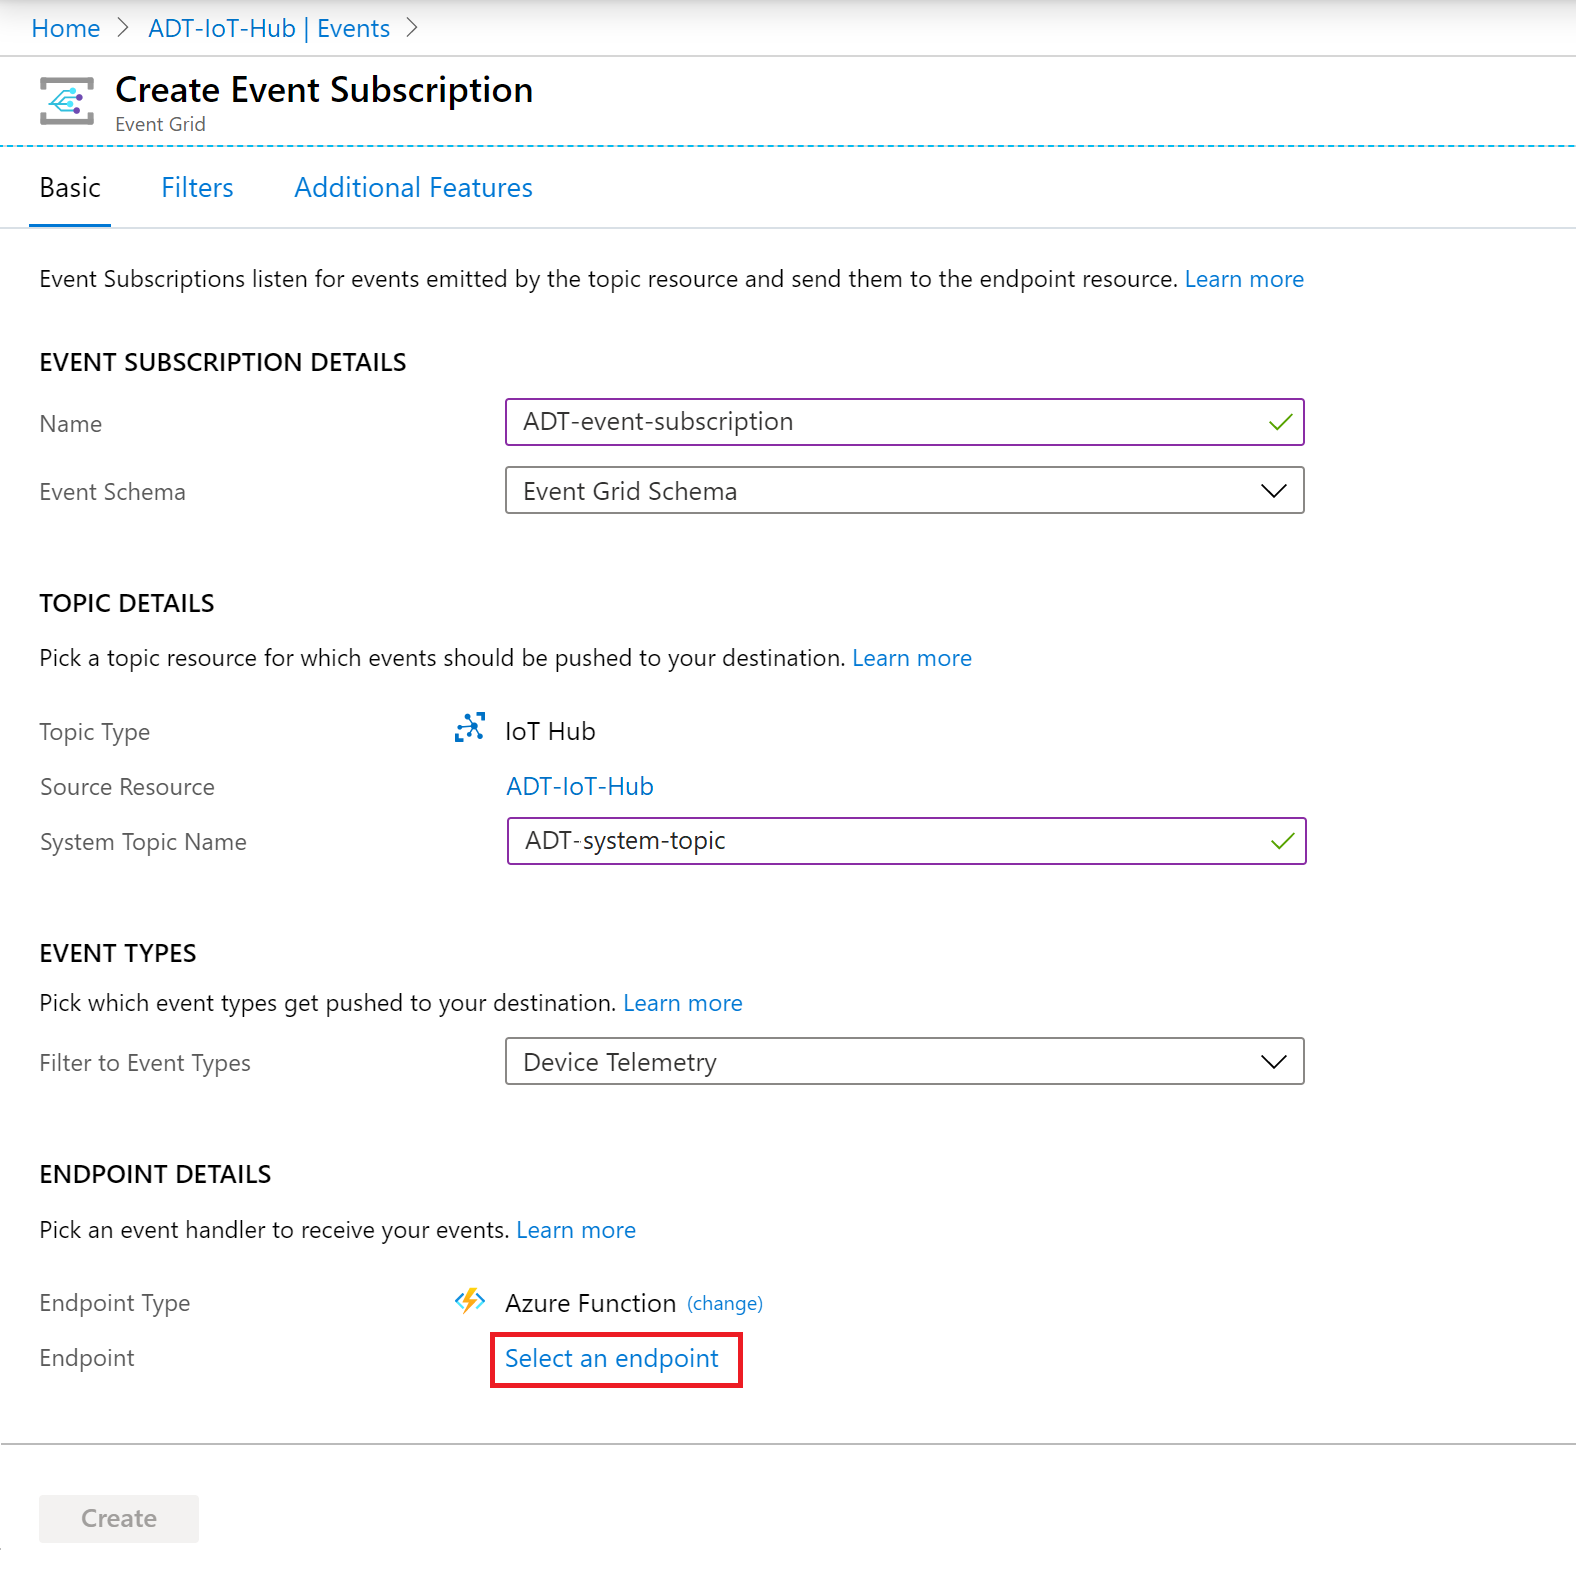 Home > ADT-IoT-Hub | Events >
Create Event Subscription
Event Grid
Basic Filters Additional Features
Event Subscriptions listen for events emitted by the topic resource and send them to the endpoint resource. Learn more
EVENT SUBSCRIPTION DETAILS
Name ADT-event-subscription
Event Schema Event Grid Schema
TOPIC DETAILS
Pick a topic resource for which events should be pushed to your destination. Learn more
Topic Type IoT Hub
Source Resource ADT-IoT-Hub
System Topic Name ADT-system-topic
EVENT TYPES
Pick which event types get pushed to your destination. Learn more
Filter to Event Types Device Telemetry
ENDPOINT DETAILS
Pick an event handler to receive your events. Learn more
Endpoint Type Azure Function (change)
Endpoint Select an endpoint
Create